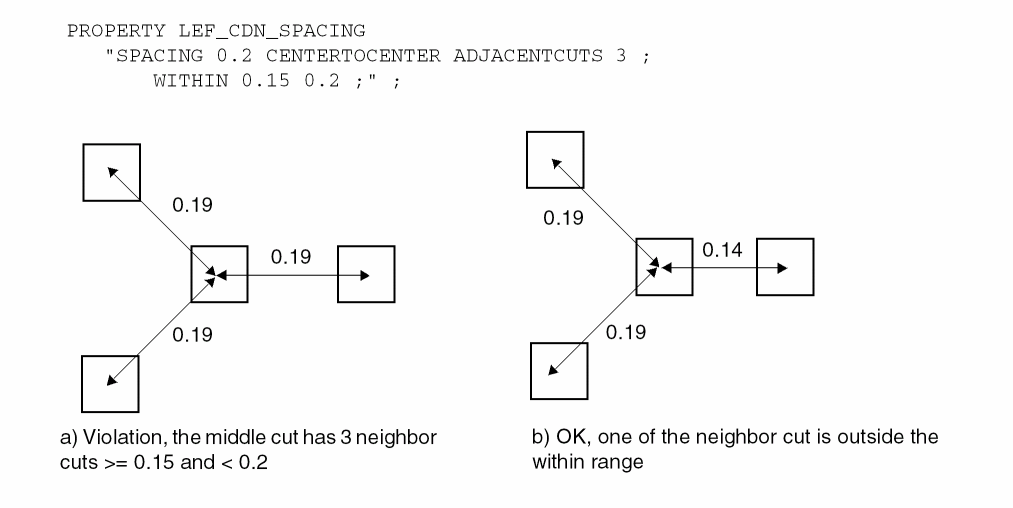 PROPERTY LEF_CDN_SPACING
"SPACING 0.2 CENTERTOCENTER ADJACENTCUTS 3 ;
WITHIN 0.15 0.2 ;" ;
0.19
0.19
0.19
a) Violation, the middle cut has 3 neighbor
cuts >= 0.15 and < 0.2
0.19
0.14
0.19
b) OK, one of the neighbor cut is outside the
within range